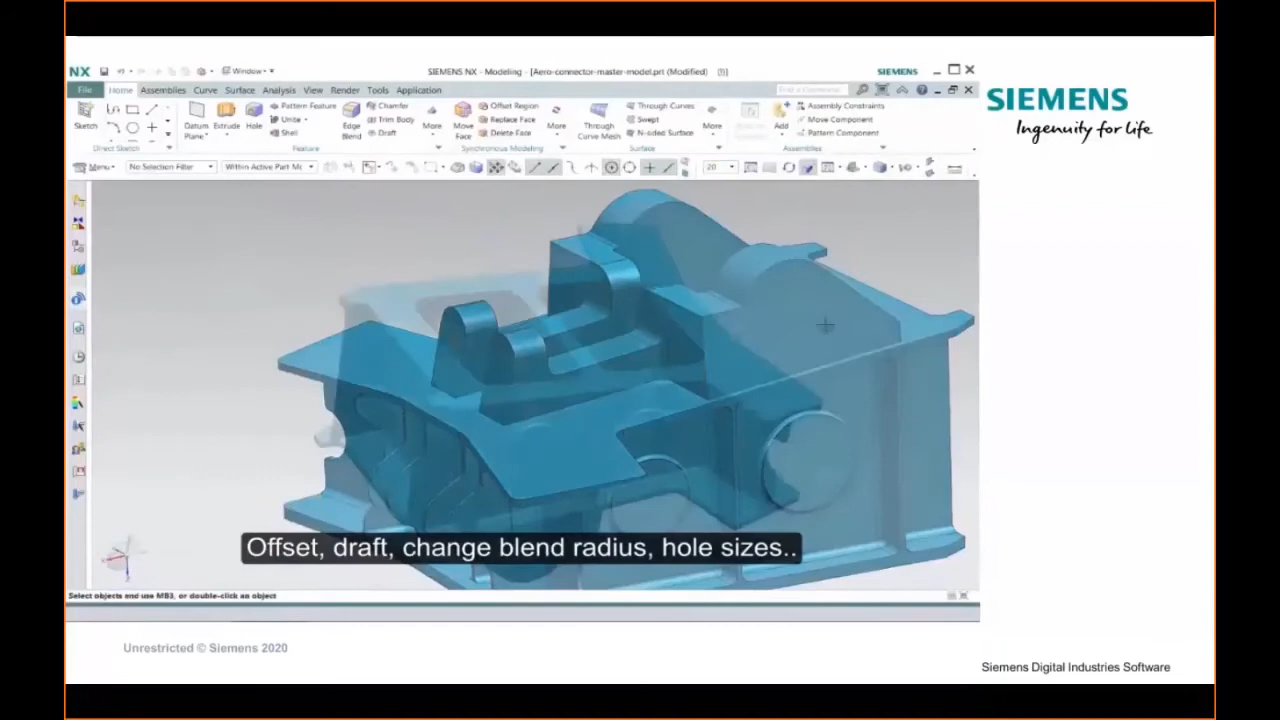 NX Window
SIEMENS NX - Modeling - [Aero-connector-master-model.prt (Modified)]
SIEMENS
File Home Assemblies Curve Surface Analysis View Render Tools Application
Find a Command
SIEMENS
Ingenuity for life
Pattern Feature
Unite
Shell
Chamfer
Trim Body
Draft
Offset Region
Replace Face
Delete Face
Through Curves
Swept
N-sided Surface
Assembly Constraints
Move Component
Pattern Component
Sketch
Datum Plane
Extrude
Hole
Edge Blend
More
Move Face
More
Through Curve Mesh
More
Add
Direct Sketch
Feature
Synchronous Modeling
Surface
Assemblies
Menu
No Selection Filter
Within Active Part
20
Offset, draft, change blend radius, hole sizes..
Select objects and use MB3, or double-click an object
Unrestricted © Siemens 2020
Siemens Digital Industries Software